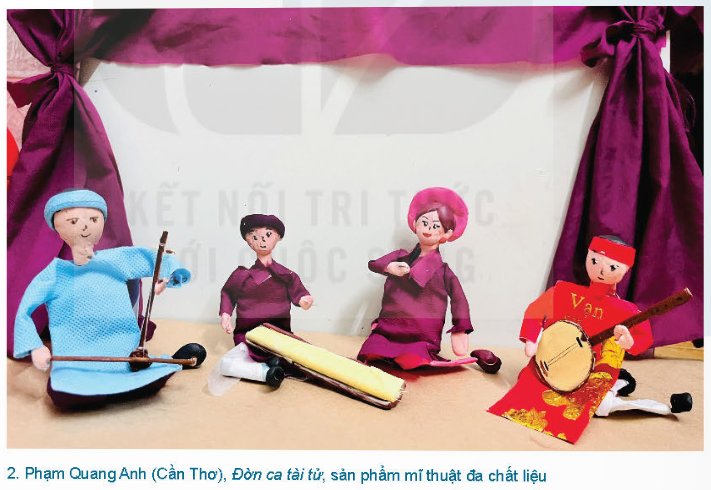 KẾT NỐI TRI THỨC
VỚI CUỘC SỐNG
Vạn
2. Phạm Quang Anh (Cần Thơ), Đờn ca tài tử, sản phẩm mĩ thuật đa chất liệu